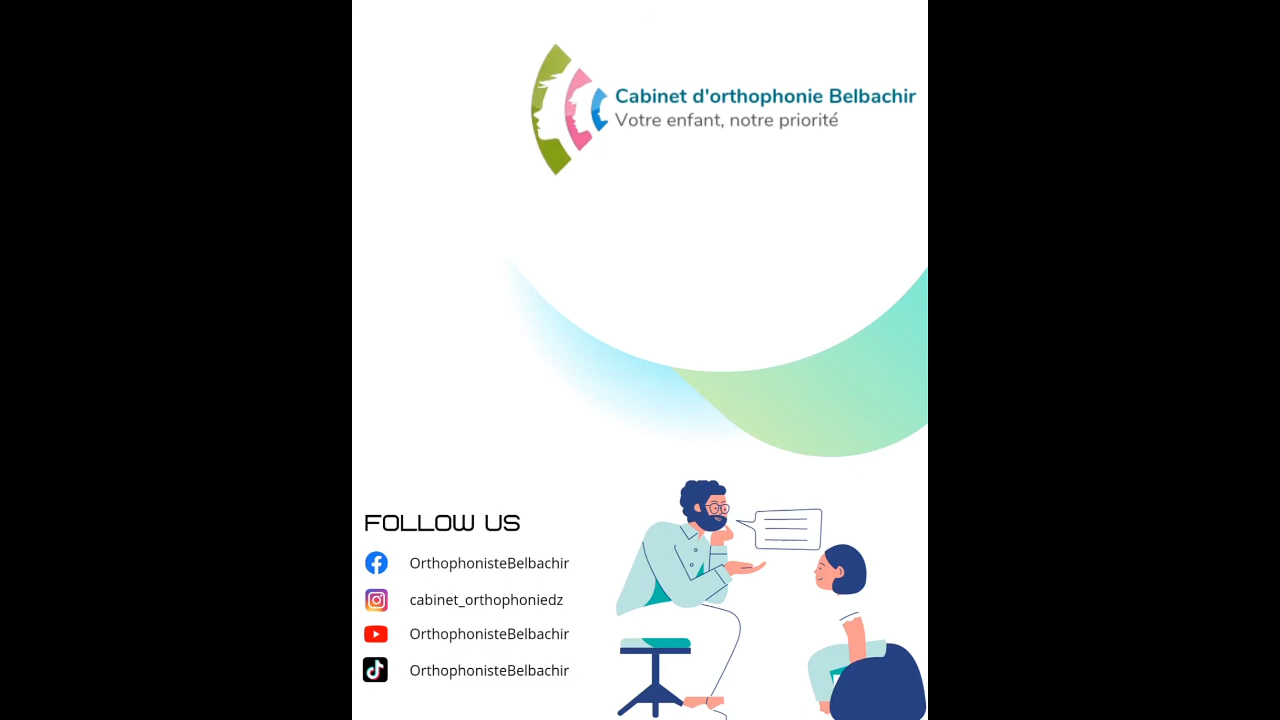 Cabinet d'orthophonie Belbachir
Votre enfant, notre priorité
FOLLOW US
OrthophonisteBelbachir
cabinet_orthophoniedz
OrthophonisteBelbachir
OrthophonisteBelbachir